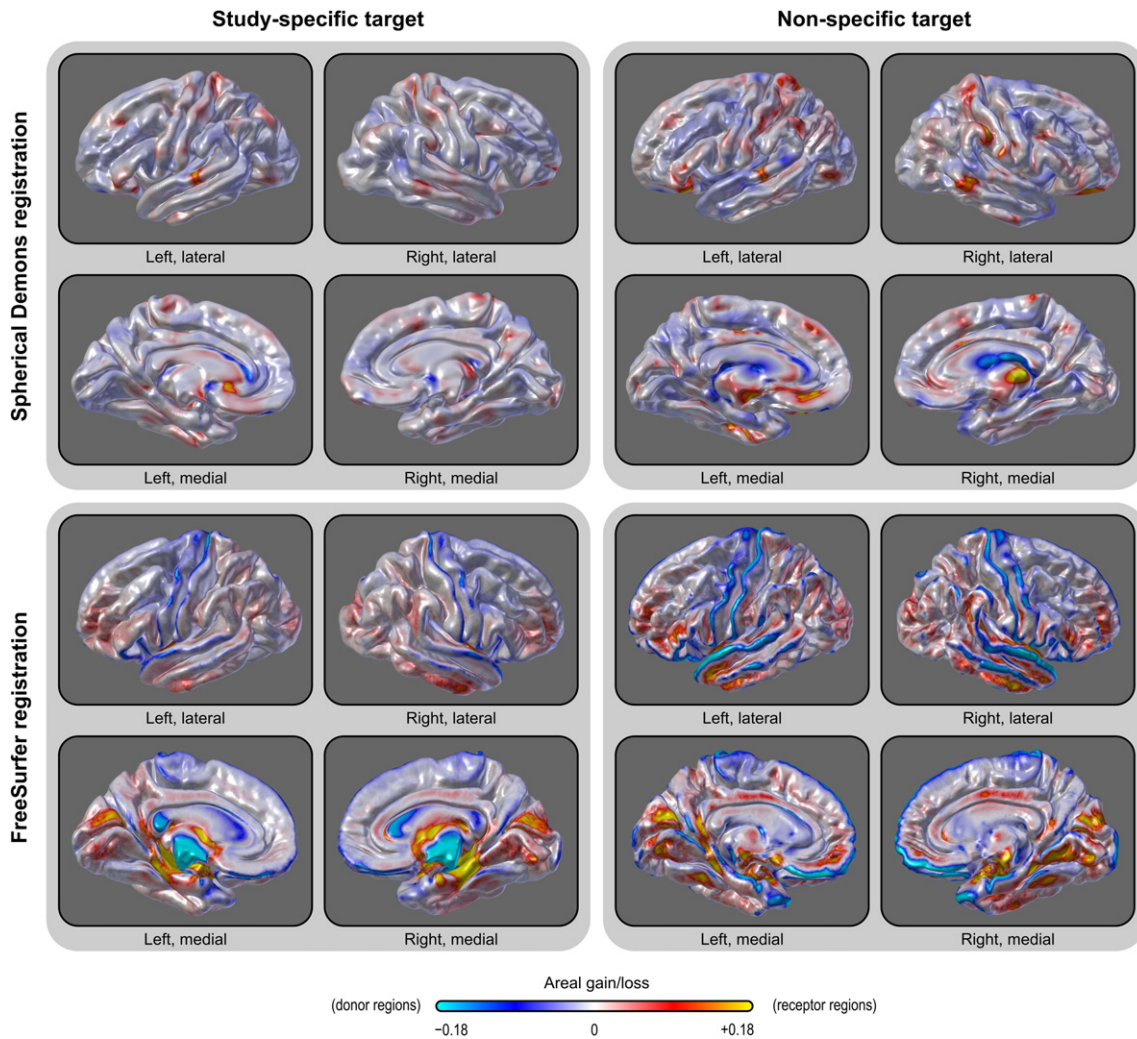 Study-specific target
Non-specific target
Spherical Demons registration
Left, lateral
Right, lateral
Left, lateral
Right, lateral
Left, medial
Right, medial
Left, medial
Right, medial
FreeSurfer registration
Left, lateral
Right, lateral
Left, lateral
Right, lateral
Left, medial
Right, medial
Left, medial
Right, medial
Areal gain/loss
(donor regions)
(receptor regions)
−0.18
0
+0.18